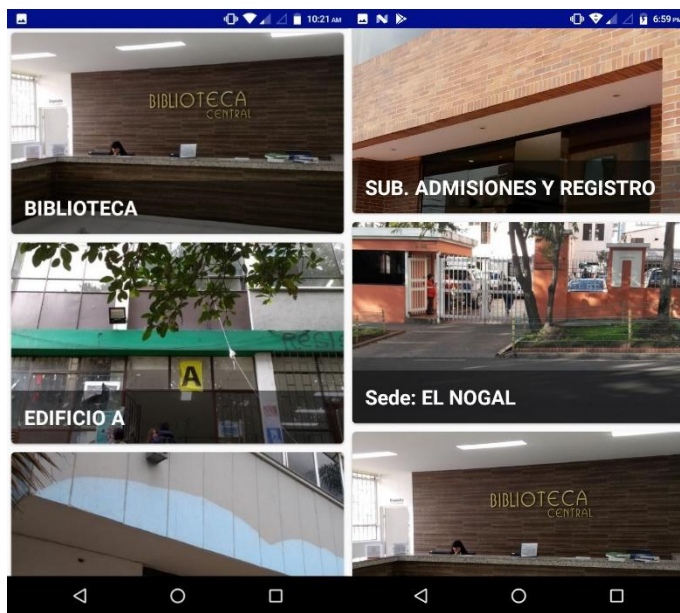 10:21 AM
BIBLIOTECA
CENTRAL
BIBLIOTECA
A
EDIFICIO A
6:59 PM
SUB. ADMISIONES Y REGISTRO
Sede: EL NOGAL
BIBLIOTECA
CENTRAL